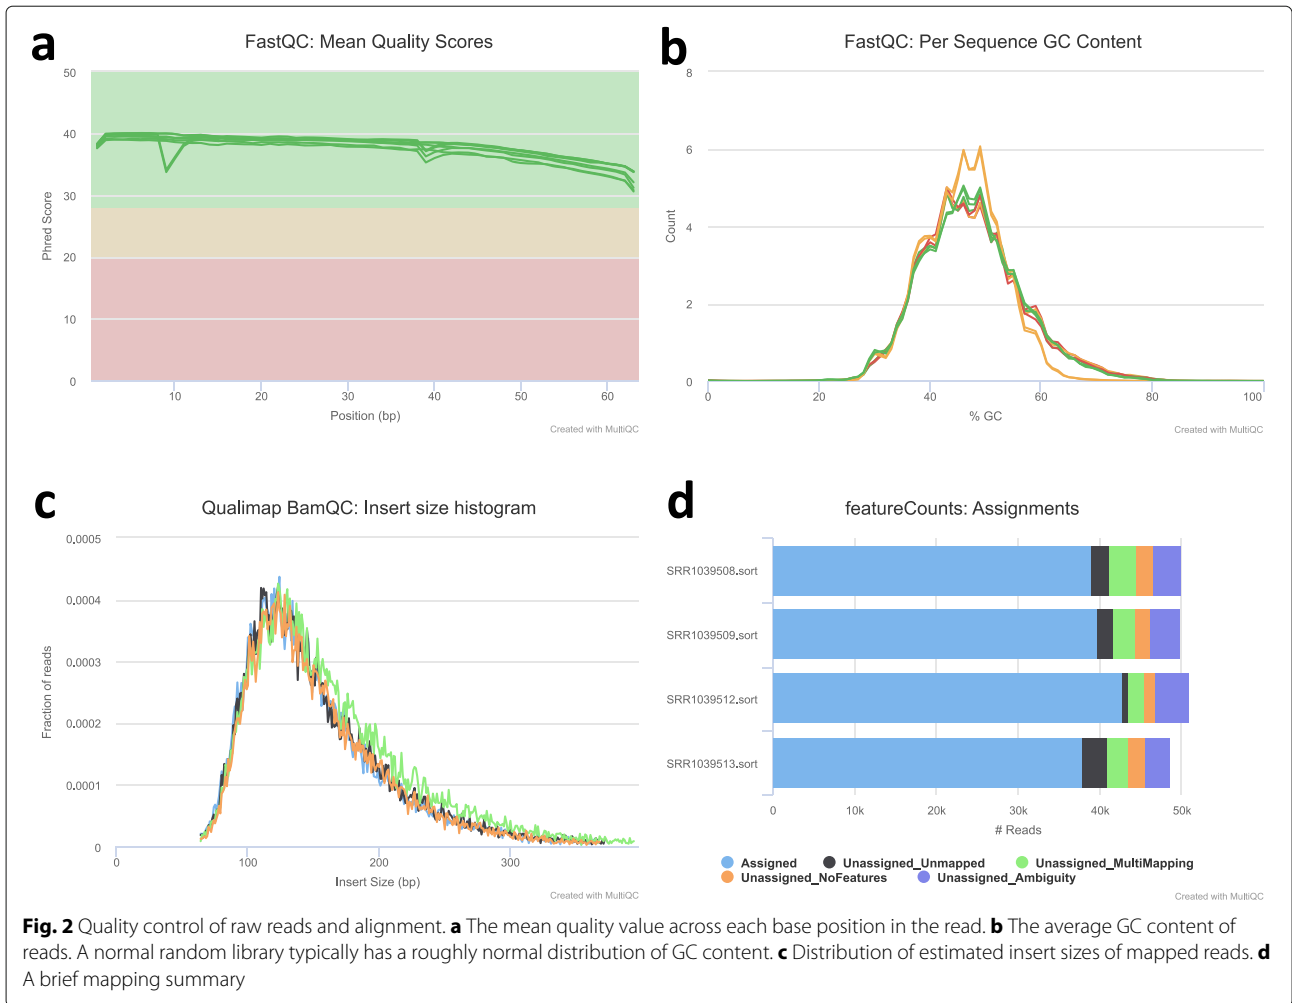 a
FastQC: Mean Quality Scores
50
40
30
20
10
0
Phred Score
10
20
30
40
50
60
Position (bp)
Created with MultiQC
b
FastQC: Per Sequence GC Content
8
6
4
2
0
Count
0
20
40
60
80
100
% GC
Created with MultiQC
c
Qualimap BamQC: Insert size histogram
0.0005
0.0004
0.0003
0.0002
0.0001
0
Fraction of reads
0
100
200
300
Insert Size (bp)
Created with MultiQC
d
featureCounts: Assignments
SRR1039508.sort
SRR1039509.sort
SRR1039512.sort
SRR1039513.sort
0
10k
20k
30k
40k
50k
# Reads
Assigned
Unassigned_Unmapped
Unassigned_MultiMapping
Unassigned_NoFeatures
Unassigned_Ambiguity
Created with MultiQC
Fig. 2 Quality control of raw reads and alignment. a The mean quality value across each base position in the read. b The average GC content of
reads. A normal random library typically has a roughly normal distribution of GC content. c Distribution of estimated insert sizes of mapped reads. d
A brief mapping summary